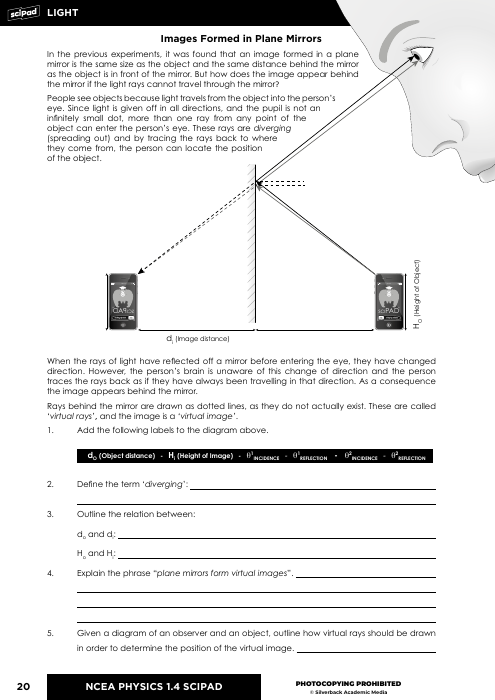 scipad LIGHT
Images Formed in Plane Mirrors
In the previous experiments, it was found that an image formed in a plane
mirror is the same size as the object and the same distance behind the mirror
as the object is in front of the mirror. But how does the image appear behind
the mirror if the light rays cannot travel through the mirror?
People see objects because light travels from the object into the person's
eye. Since light is given off in all directions, and the pupil is not an
infinitely small dot, more than one ray from any point of the
object can enter the person's eye. These rays are diverging
(spreading out) and by tracing the rays back to where
they come from, the person can locate the position
of the object.
sciPAD
sciPAD
Hₒ (Height of Object)
dᵢ (Image distance)
When the rays of light have reflected off a mirror before entering the eye, they have changed
direction. However, the person's brain is unaware of this change of direction and the person
traces the rays back as if they have always been travelling in that direction. As a consequence
the image appears behind the mirror.
Rays behind the mirror are drawn as dotted lines, as they do not actually exist. These are called
'virtual rays', and the image is a 'virtual image'.
1. Add the following labels to the diagram above.
dₒ (Object distance) - Hᵢ (Height of Image) - θ¹INCIDENCE - θ¹REFLECTION - θ²INCIDENCE - θ²REFLECTION
2. Define the term 'diverging':
3. Outline the relation between:
dₒ and dᵢ:
Hₒ and Hᵢ:
4. Explain the phrase "plane mirrors form virtual images".
5. Given a diagram of an observer and an object, outline how virtual rays should be drawn
in order to determine the position of the virtual image.
20 NCEA PHYSICS 1.4 SCIPAD PHOTOCOPYING PROHIBITED
© Silverback Academic Media